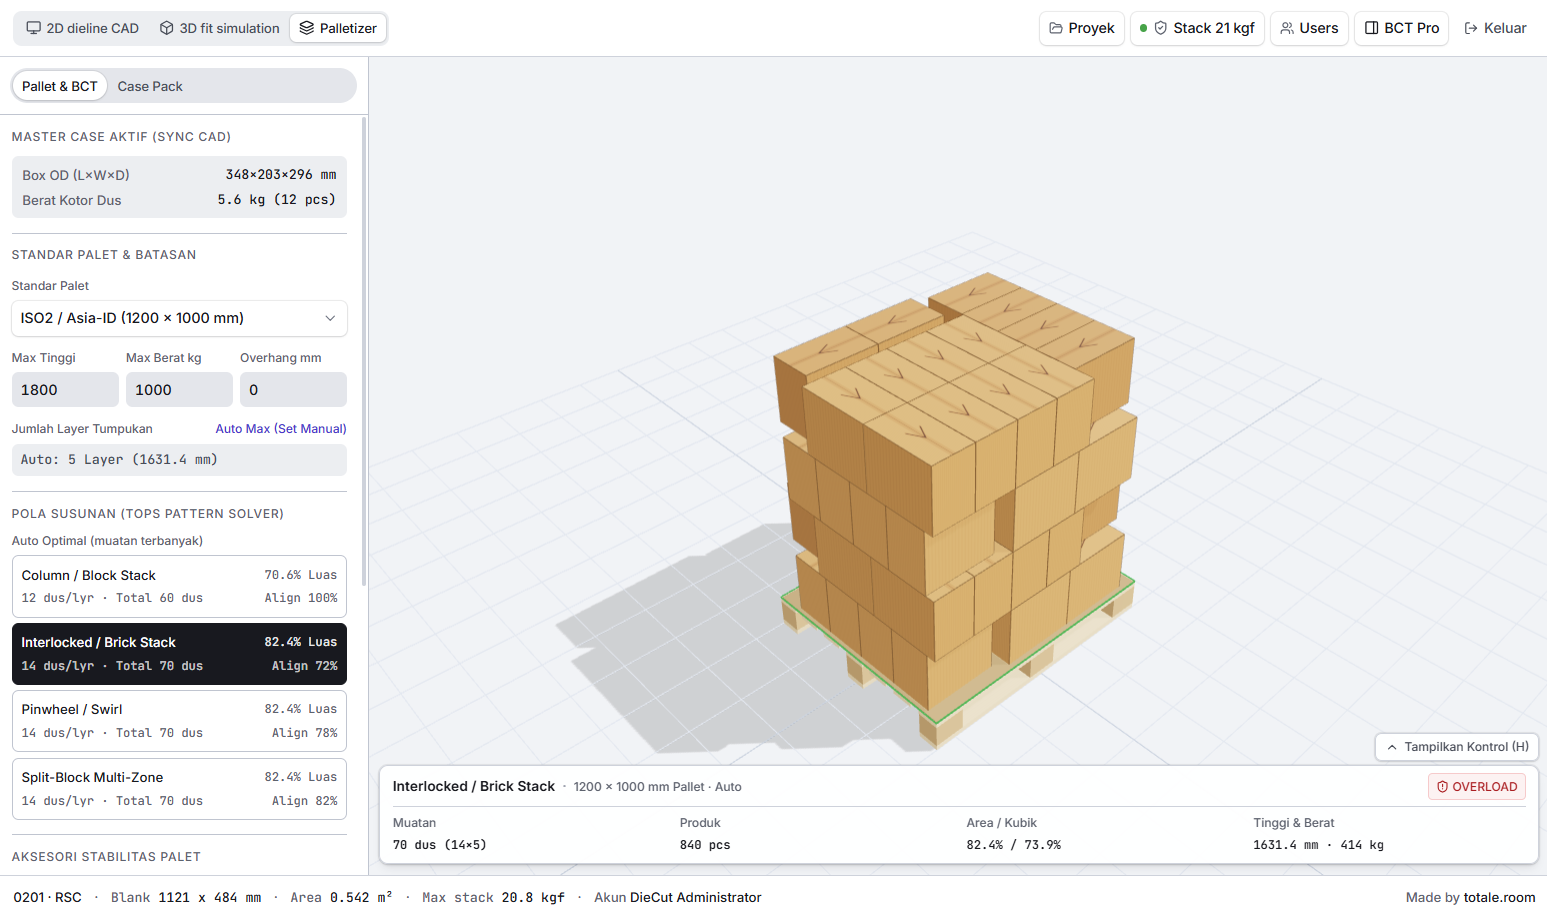 2D dieline CAD
3D fit simulation
Palletizer
Proyek
Stack 21 kgf
Users
BCT Pro
Keluar
Pallet & BCT
Case Pack
MASTER CASE AKTIF (SYNC CAD)
Box OD (L×W×D) 348×203×296 mm
Berat Kotor Dus 5.6 kg (12 pcs)
STANDAR PALET & BATASAN
Standar Palet
ISO2 / Asia-ID (1200 × 1000 mm)
Max Tinggi Max Berat kg Overhang mm
1800 1000 0
Jumlah Layer Tumpukan Auto Max (Set Manual)
Auto: 5 Layer (1631.4 mm)
POLA SUSUNAN (TOPS PATTERN SOLVER)
Auto Optimal (muatan terbanyak)
Column / Block Stack 70.6% Luas
12 dus/lyr · Total 60 dus Align 100%
Interlocked / Brick Stack 82.4% Luas
14 dus/lyr · Total 70 dus Align 72%
Pinwheel / Swirl 82.4% Luas
14 dus/lyr · Total 70 dus Align 78%
Split-Block Multi-Zone 82.4% Luas
14 dus/lyr · Total 70 dus Align 82%
AKSESORI STABILITAS PALET
Tampilkan Kontrol (H)
Interlocked / Brick Stack · 1200 × 1000 mm Pallet · Auto
OVERLOAD
Muatan Produk Area / Kubik Tinggi & Berat
70 dus (14×5) 840 pcs 82.4% / 73.9% 1631.4 mm · 414 kg
0201 · RSC · Blank 1121 x 484 mm · Area 0.542 m² · Max stack 20.8 kgf · Akun DieCut Administrator
Made by totale.room